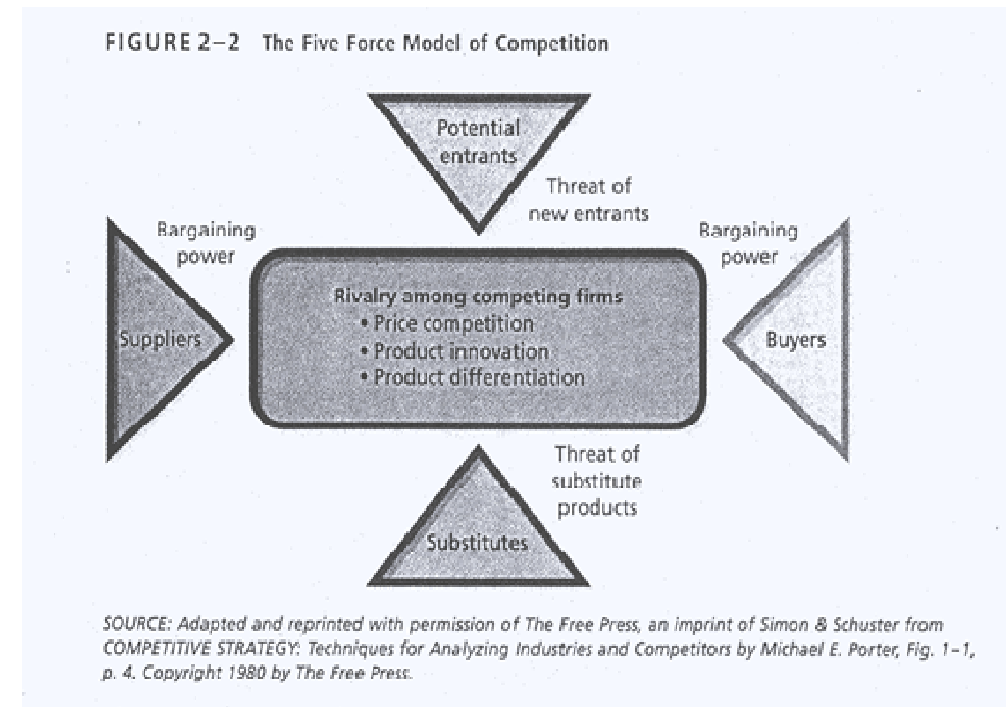 FIGURE 2–2 The Five Force Model of Competition
Potential
entrants
Threat of
new entrants
Bargaining
power
Suppliers
Rivalry among competing firms
• Price competition
• Product innovation
• Product differentiation
Bargaining
power
Buyers
Threat of
substitute
products
Substitutes
SOURCE: Adapted and reprinted with permission of The Free Press, an imprint of Simon & Schuster from
COMPETITIVE STRATEGY: Techniques for Analyzing Industries and Competitors by Michael E. Porter, Fig. 1–1,
p. 4. Copyright 1980 by The Free Press.